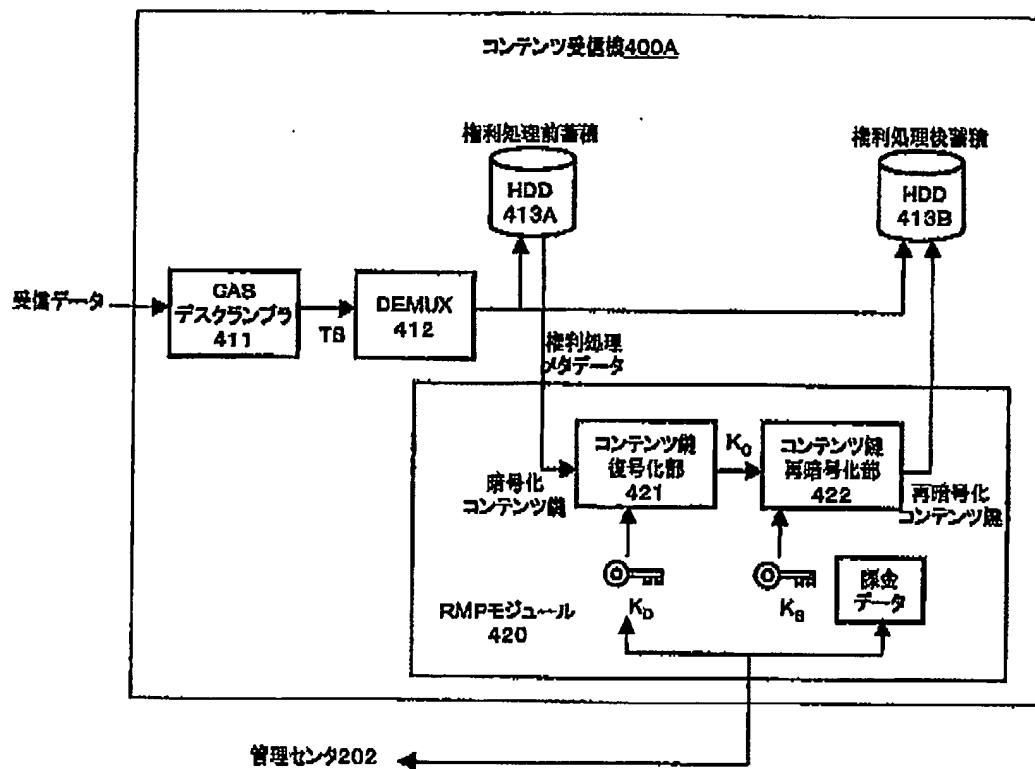 コンテンツ受信機400A
権利処理前蓄積
HDD
413A
権利処理後蓄積
HDD
413B
受信データ
CAS
デスクランブラ
411
TS
DEMUX
412
権利処理
メタデータ
コンテンツ鍵
復号化部
421
KC
コンテンツ鍵
再暗号化部
422
暗号化
コンテンツ鍵
再暗号化
コンテンツ鍵
KD
KS
課金
データ
RMPモジュール
420
管理センタ202